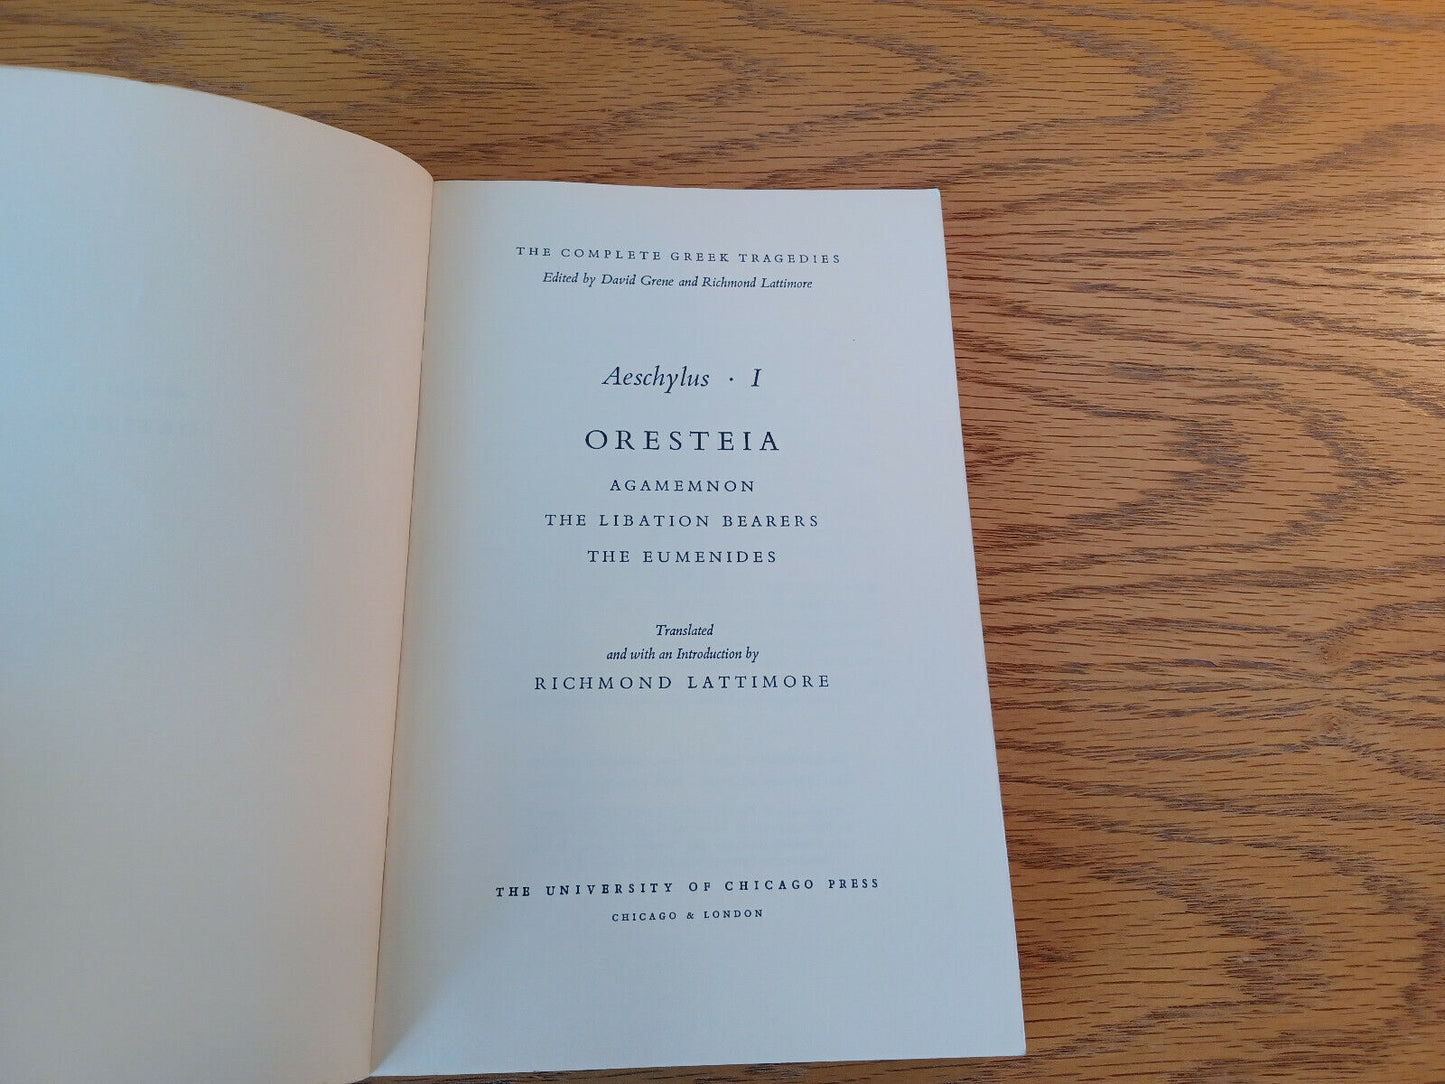 THE COMPLETE GREEK TRAGEDIES
Edited by David Grene and Richmond Lattimore
Aeschylus · I
ORESTEIA
AGAMEMNON
THE LIBATION BEARERS
THE EUMENIDES
Translated
and with an Introduction by
RICHMOND LATTIMORE
THE UNIVERSITY OF CHICAGO PRESS
CHICAGO & LONDON